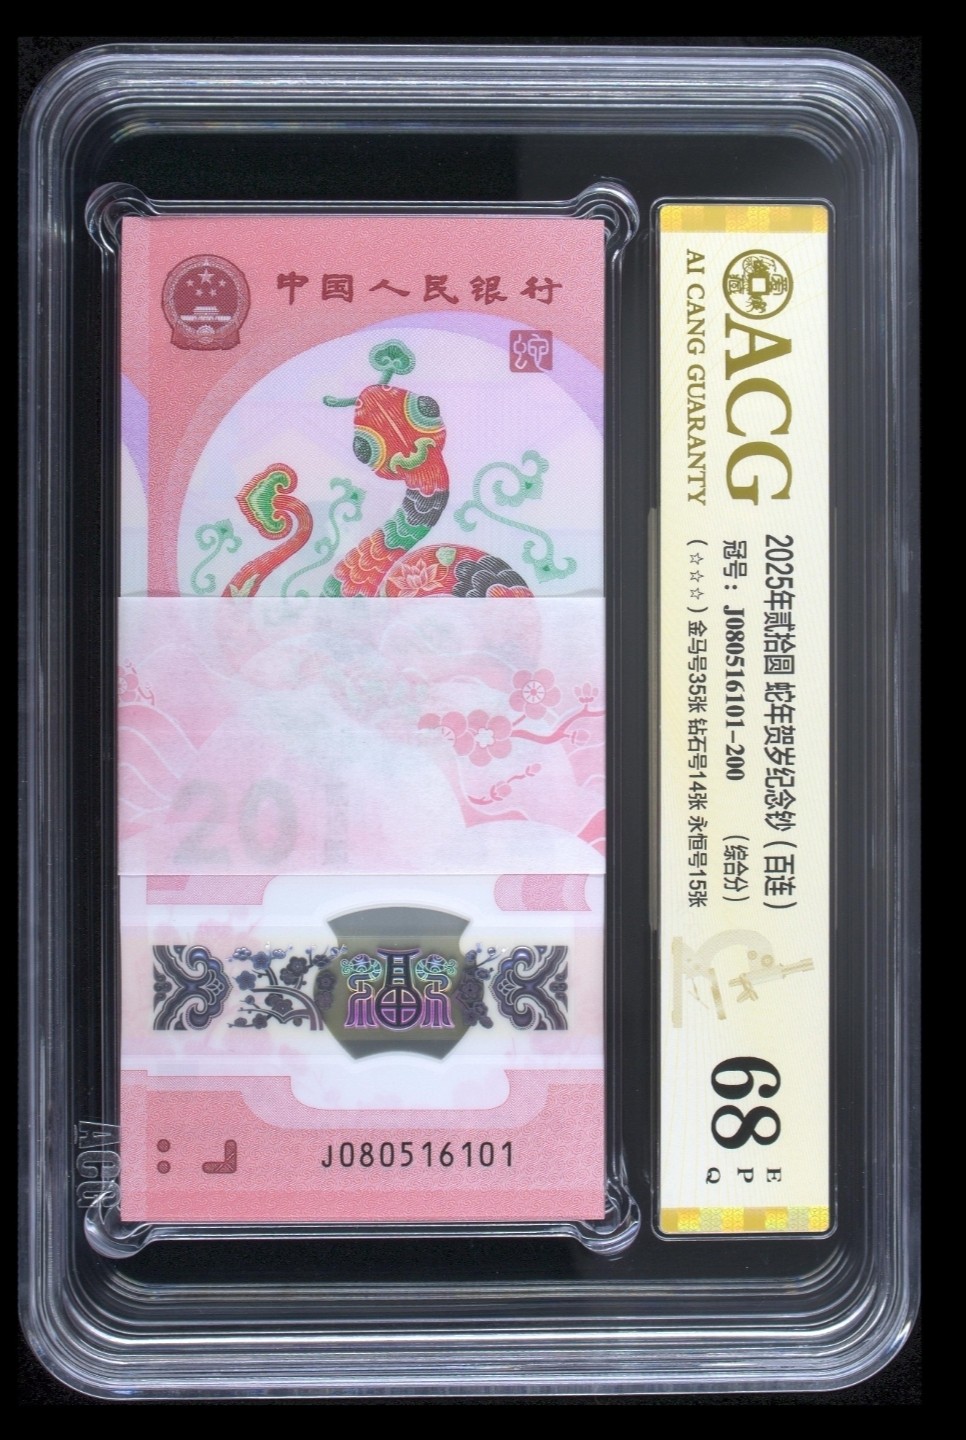 中国人民银行
蛇
20
J080516101
ACG
ACG
AI CANG GUARANTY
2025年贰拾圆 蛇年贺岁纪念钞（百连）
冠号：J080516101-200 （综合分）
（☆☆☆）金马号35张 钻石号14张 永恒号15张
68
E
P
Q